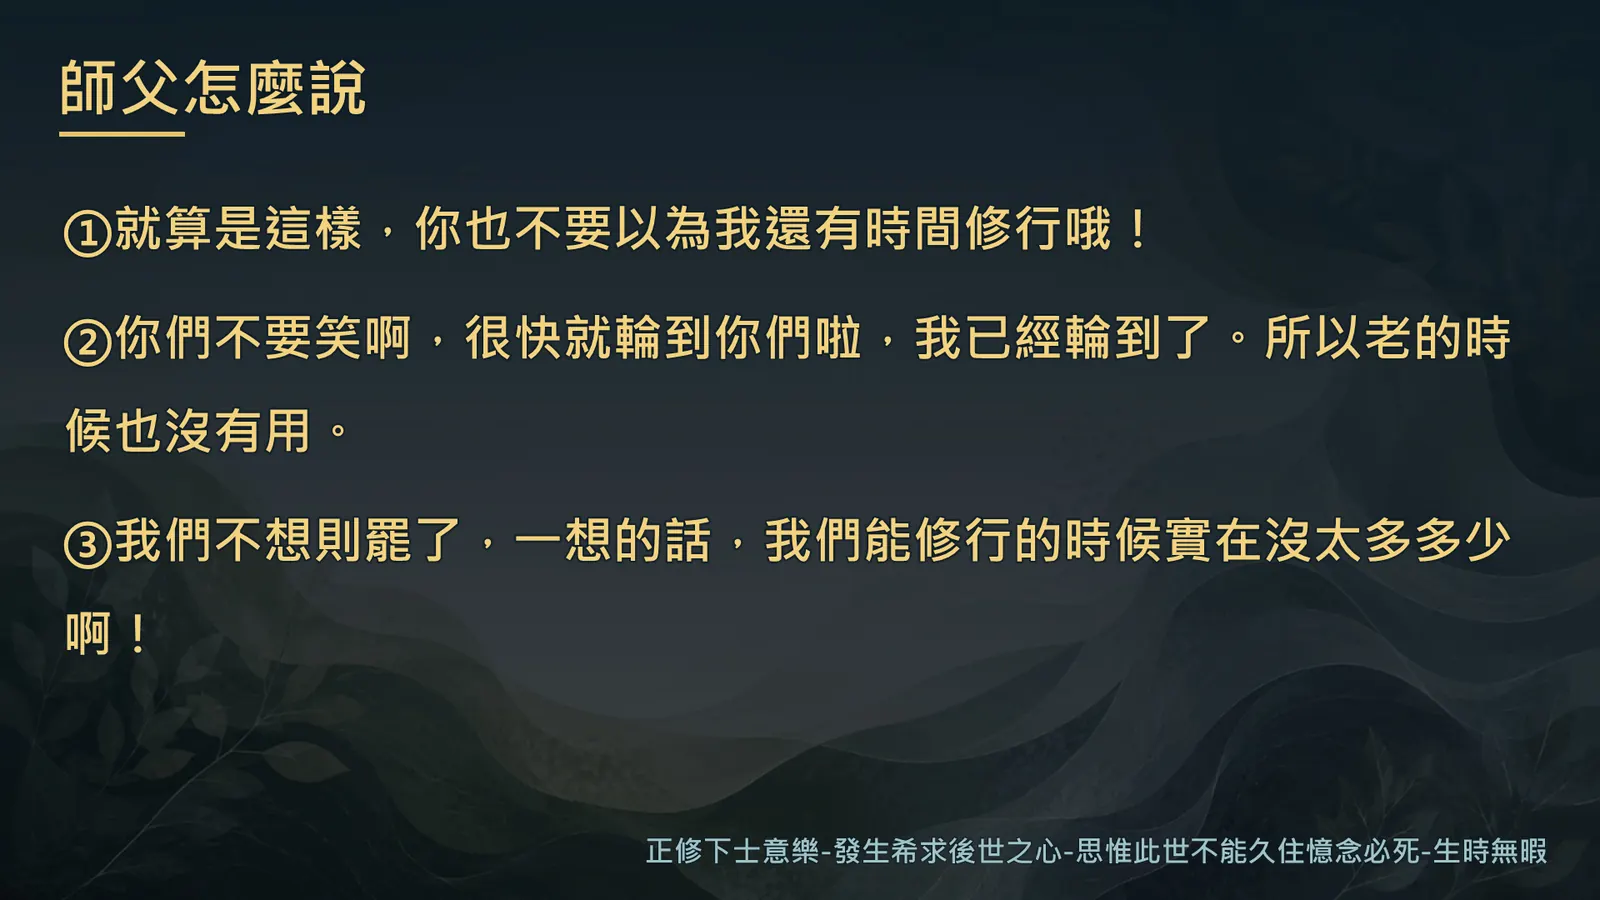 師父怎麼說
①就算是這樣，你也不要以為我還有時間修行哦！
②你們不要笑啊，很快就輪到你們啦，我已經輪到了。所以老的時
候也沒有用。
③我們不想則罷了，一想的話，我們能修行的時候實在沒太多多少
啊！
正修下士意樂-發生希求後世之心-思惟此世不能久住憶念必死-生時無暇